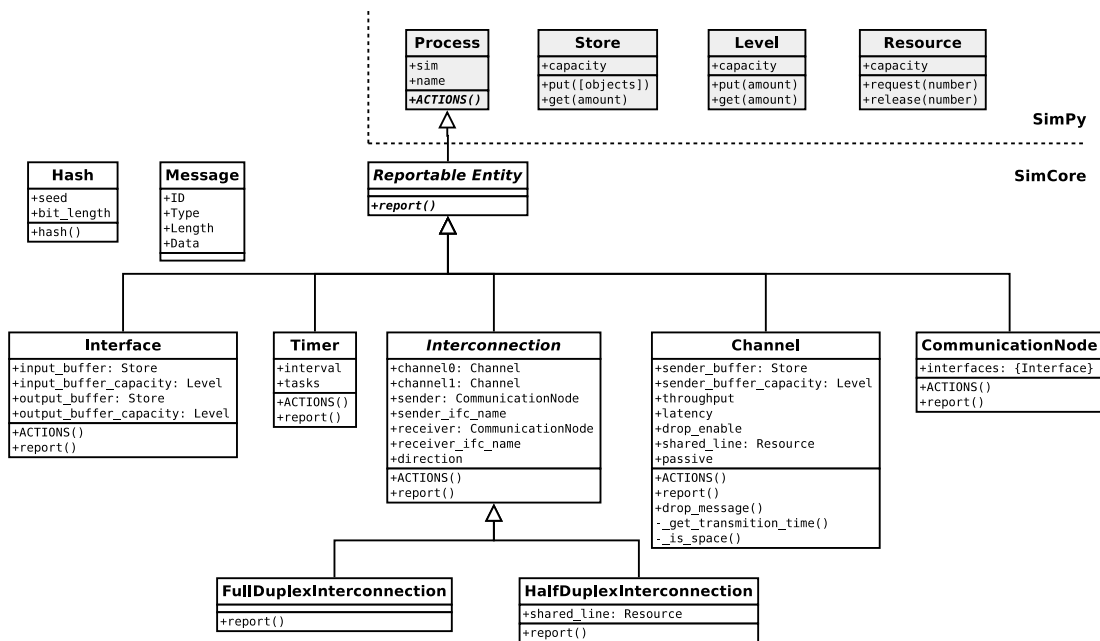 Process
+sim
+name
+ACTIONS()
Store
+capacity
+put([objects])
+get(amount)
Level
+capacity
+put(amount)
+get(amount)
Resource
+capacity
+request(number)
+release(number)
SimPy
SimCore
Hash
+seed
+bit_length
+hash()
Message
+ID
+Type
+Length
+Data
Reportable Entity
+report()
Interface
+input_buffer: Store
+input_buffer_capacity: Level
+output_buffer: Store
+output_buffer_capacity: Level
+ACTIONS()
+report()
Timer
+interval
+tasks
+ACTIONS()
+report()
Interconnection
+channel0: Channel
+channel1: Channel
+sender: CommunicationNode
+sender_ifc_name
+receiver: CommunicationNode
+receiver_ifc_name
+direction
+ACTIONS()
+report()
Channel
+sender_buffer: Store
+sender_buffer_capacity: Level
+throughput
+latency
+drop_enable
+shared_line: Resource
+passive
+ACTIONS()
+report()
+drop_message()
-_get_transmition_time()
-_is_space()
CommunicationNode
+interfaces: {Interface}
+ACTIONS()
+report()
FullDuplexInterconnection
+report()
HalfDuplexInterconnection
+shared_line: Resource
+report()